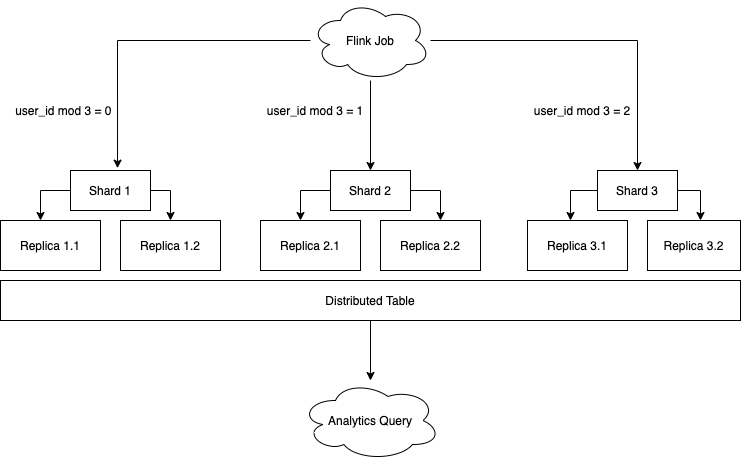 Flink Job
user_id mod 3 = 0
user_id mod 3 = 1
user_id mod 3 = 2
Shard 1
Shard 2
Shard 3
Replica 1.1
Replica 1.2
Replica 2.1
Replica 2.2
Replica 3.1
Replica 3.2
Distributed Table
Analytics Query